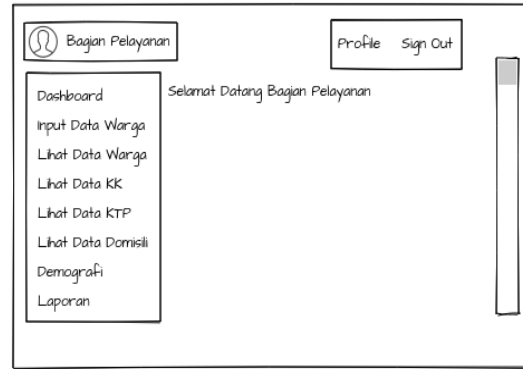 Bagian Pelayanan
Profile Sign Out
Dashboard
Input Data Warga
Lihat Data Warga
Lihat Data KK
Lihat Data KTP
Lihat Data Domisili
Demografi
Laporan
Selamat Datang Bagian Pelayanan